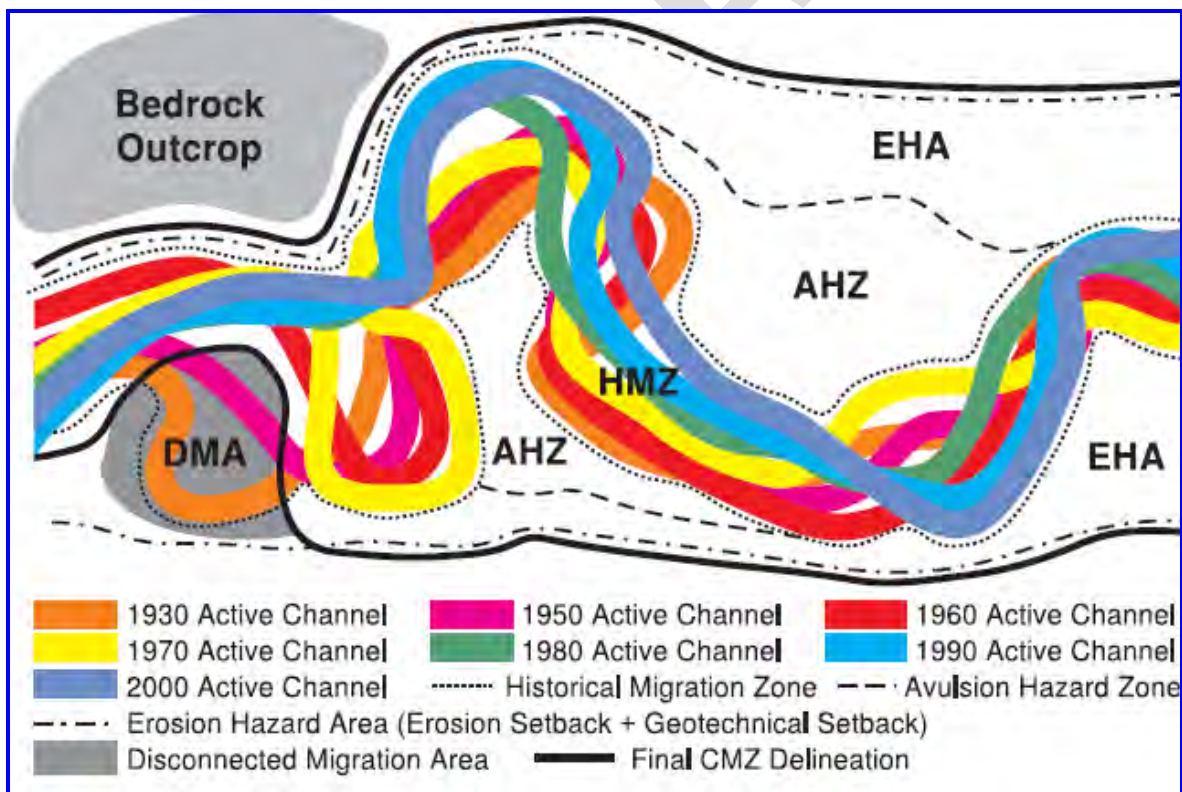 Bedrock
Outcrop
EHA
AHZ
HMZ
DMA
AHZ
EHA
1930 Active Channel 1950 Active Channel 1960 Active Channel
1970 Active Channel 1980 Active Channel 1990 Active Channel
2000 Active Channel Historical Migration Zone Avulsion Hazard Zone
Erosion Hazard Area (Erosion Setback + Geotechnical Setback)
Disconnected Migration Area Final CMZ Delineation